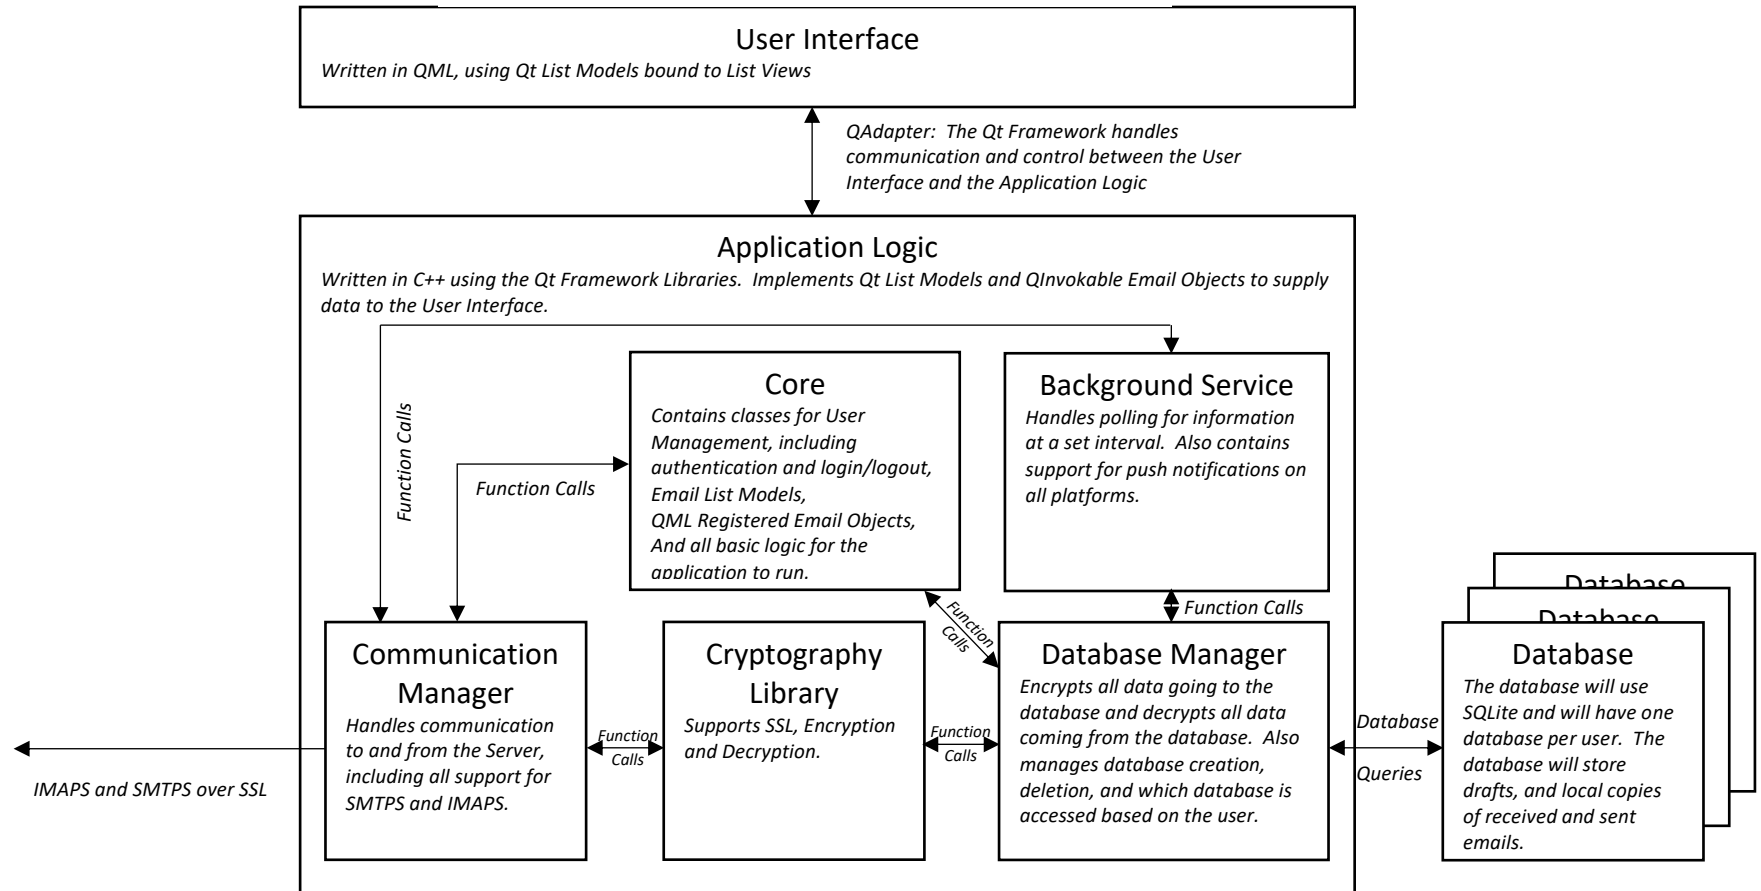 User Interface
Written in QML, using Qt List Models bound to List Views
QAdapter:  The Qt Framework handles
communication and control between the User
Interface and the Application Logic
Application Logic
Written in C++ using the Qt Framework Libraries.  Implements Qt List Models and QInvokable Email Objects to supply
data to the User Interface.
Function Calls
Function Calls
Core
Contains classes for User
Management, including
authentication and login/logout,
Email List Models,
QML Registered Email Objects,
And all basic logic for the
application to run.
Background Service
Handles polling for information
at a set interval.  Also contains
support for push notifications on
all platforms.
Function
Calls
Function Calls
Communication
Manager
Handles communication
to and from the Server,
including all support for
SMTPS and IMAPS.
IMAPS and SMTPS over SSL
Function
Calls
Cryptography
Library
Supports SSL, Encryption
and Decryption.
Function
Calls
Database Manager
Encrypts all data going to the
database and decrypts all data
coming from the database.  Also
manages database creation,
deletion, and which database is
accessed based on the user.
Database
Queries
Database
Database
Database
The database will use
SQLite and will have one
database per user.  The
database will store
drafts, and local copies
of received and sent
emails.